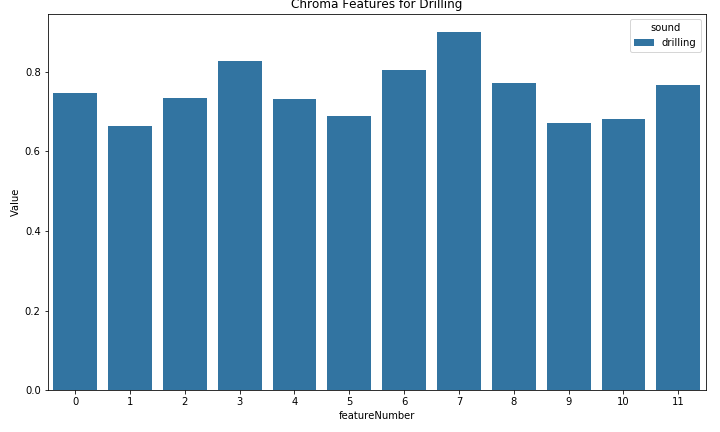 Chroma Features for Drilling
sound
drilling
0.8
0.6
0.4
0.2
0.0
Value
0 1 2 3 4 5 6 7 8 9 10 11
featureNumber